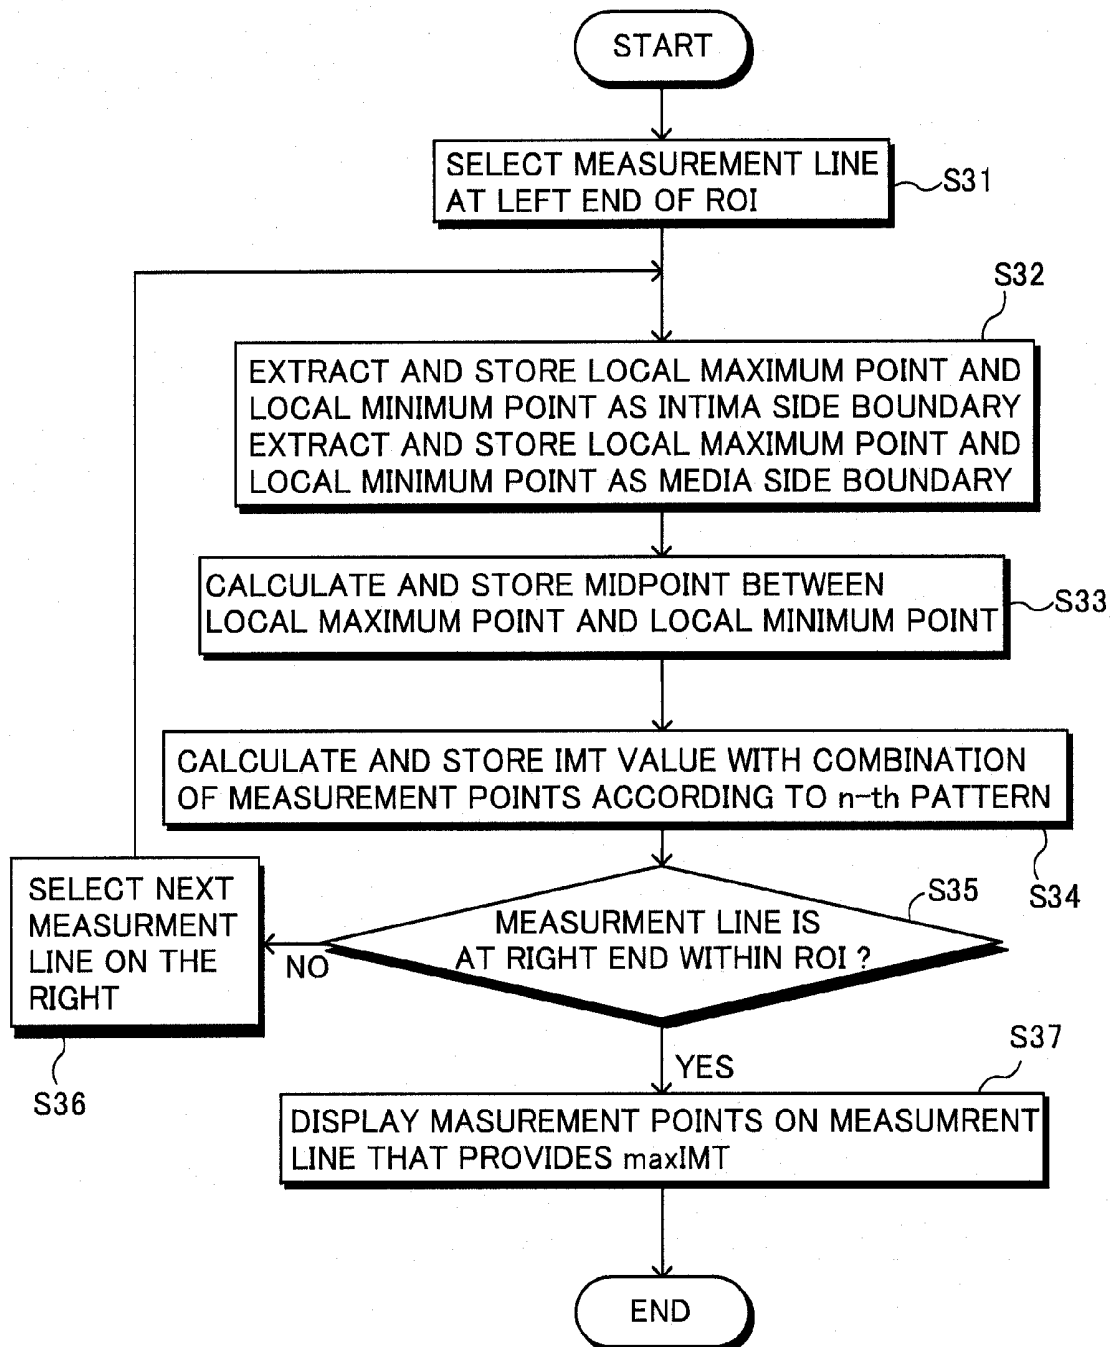 START
SELECT MEASUREMENT LINE
AT LEFT END OF ROI
S31
S32
EXTRACT AND STORE LOCAL MAXIMUM POINT AND
LOCAL MINIMUM POINT AS INTIMA SIDE BOUNDARY
EXTRACT AND STORE LOCAL MAXIMUM POINT AND
LOCAL MINIMUM POINT AS MEDIA SIDE BOUNDARY
CALCULATE AND STORE MIDPOINT BETWEEN
LOCAL MAXIMUM POINT AND LOCAL MINIMUM POINT
S33
CALCULATE AND STORE IMT VALUE WITH COMBINATION
OF MEASUREMENT POINTS ACCORDING TO n-th PATTERN
S34
S35
MEASURMENT LINE IS
AT RIGHT END WITHIN ROI ?
NO
SELECT NEXT
MEASURMENT
LINE ON THE
RIGHT
S36
YES
S37
DISPLAY MASUREMENT POINTS ON MEASUMRENT
LINE THAT PROVIDES maxIMT
END